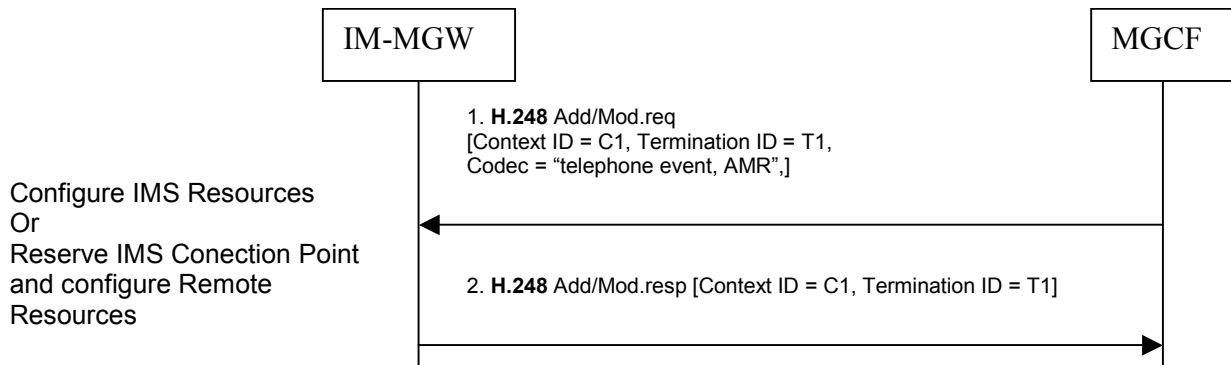 IM-MGW
MGCF
1. H.248 Add/Mod.req
[Context ID = C1, Termination ID = T1,
Codec = “telephone event, AMR”,]
Configure IMS Resources
Or
Reserve IMS Conection Point
and configure Remote
Resources
2. H.248 Add/Mod.resp [Context ID = C1, Termination ID = T1]